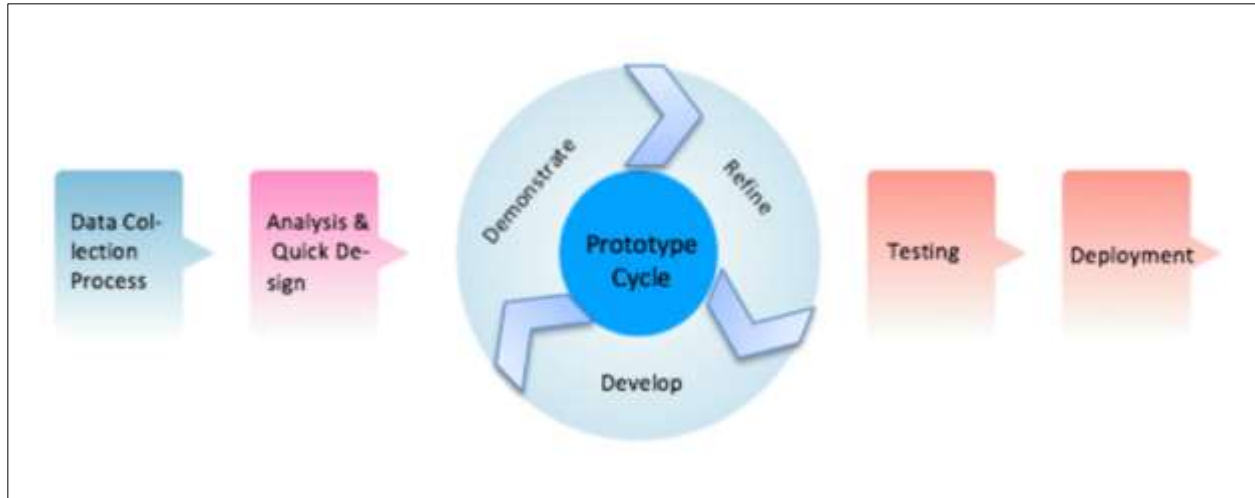 Data Col-
lection
Process
Analysis &
Quick De-
sign
Demonstrate
Refine
Prototype
Cycle
Develop
Testing
Deployment